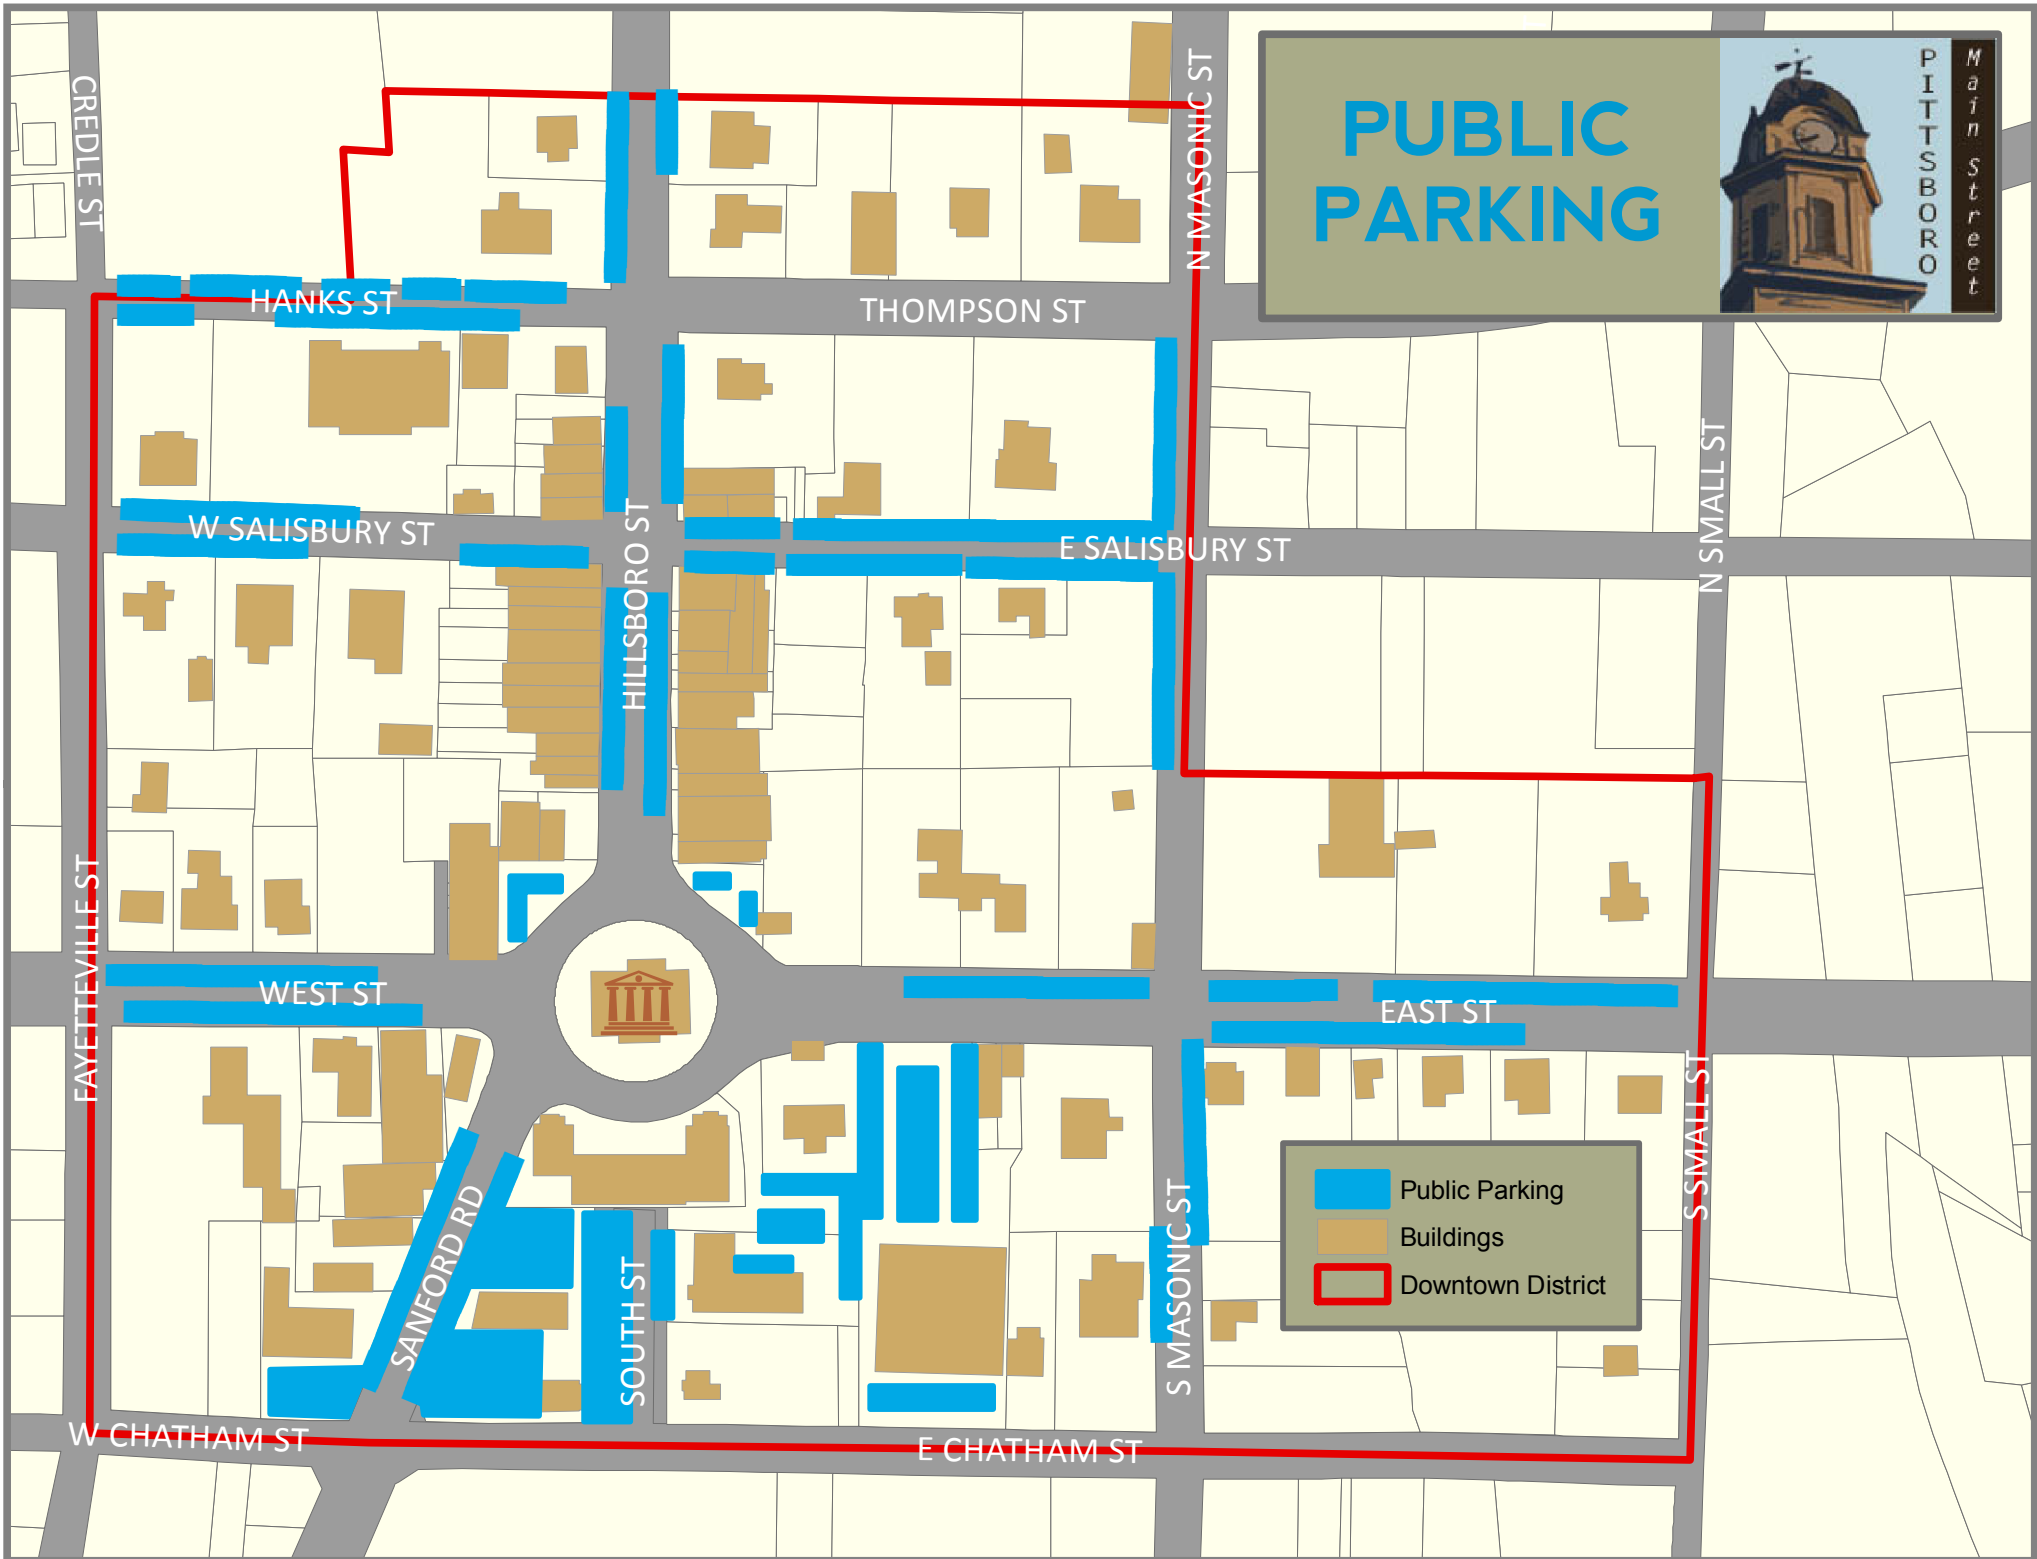 PUBLIC
PARKING
PITTSBORO
Main Street
CREDLE ST
N MASONIC ST
HANKS ST
THOMPSON ST
N SMALL ST
W SALISBURY ST
HILLSBORO ST
E SALISBURY ST
FAYETTEVILLE ST
WEST ST
EAST ST
SANFORD RD
SOUTH ST
S MASONIC ST
S SMALL ST
Public Parking
Buildings
Downtown District
W CHATHAM ST
E CHATHAM ST